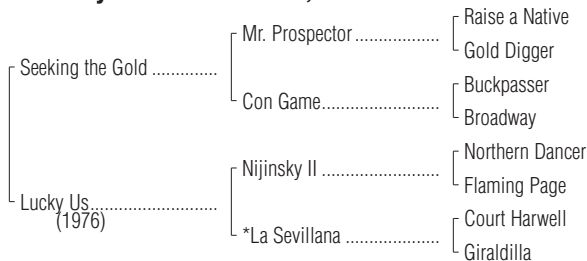 Raise a Native
Mr. Prospector ..................
Gold Digger
Seeking the Gold ..............
Buckpasser
Con Game.........................
Broadway
Northern Dancer
Nijinsky II .........................
Flaming Page
Lucky Us...........................
(1976)
Court Harwell
*La Sevillana ....................
Giraldilla